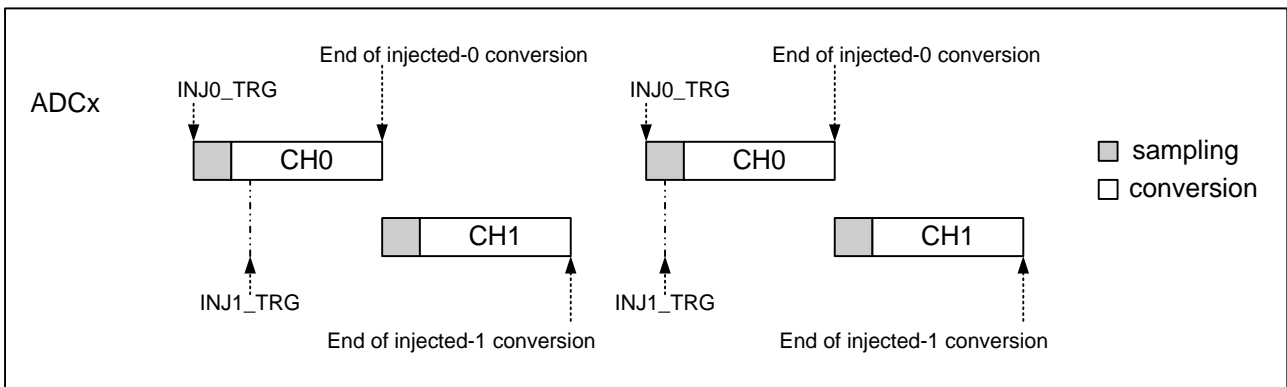 End of injected-0 conversion
End of injected-0 conversion
INJ0_TRG
INJ0_TRG
ADCx
CH0
CH0
sampling
conversion
CH1
CH1
INJ1_TRG
INJ1_TRG
End of injected-1 conversion
End of injected-1 conversion